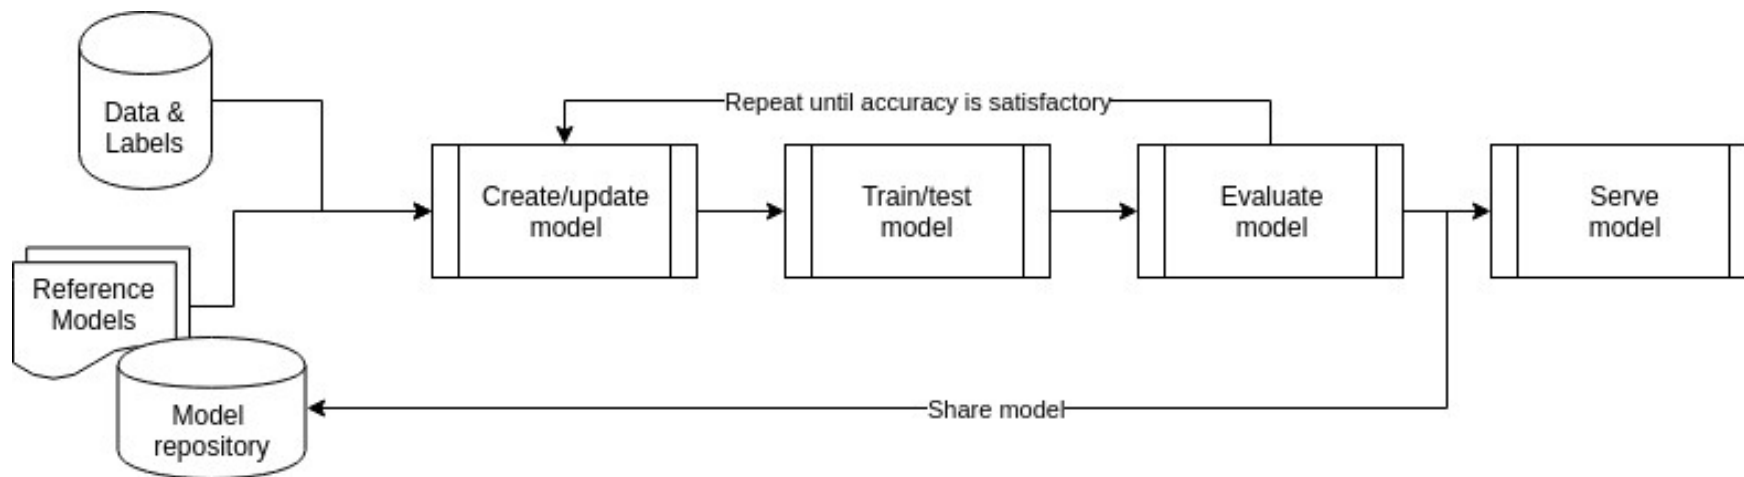 Data &
Labels
Repeat until accuracy is satisfactory
Create/update
model
Train/test
model
Evaluate
model
Serve
model
Reference
Models
Model
repository
Share model